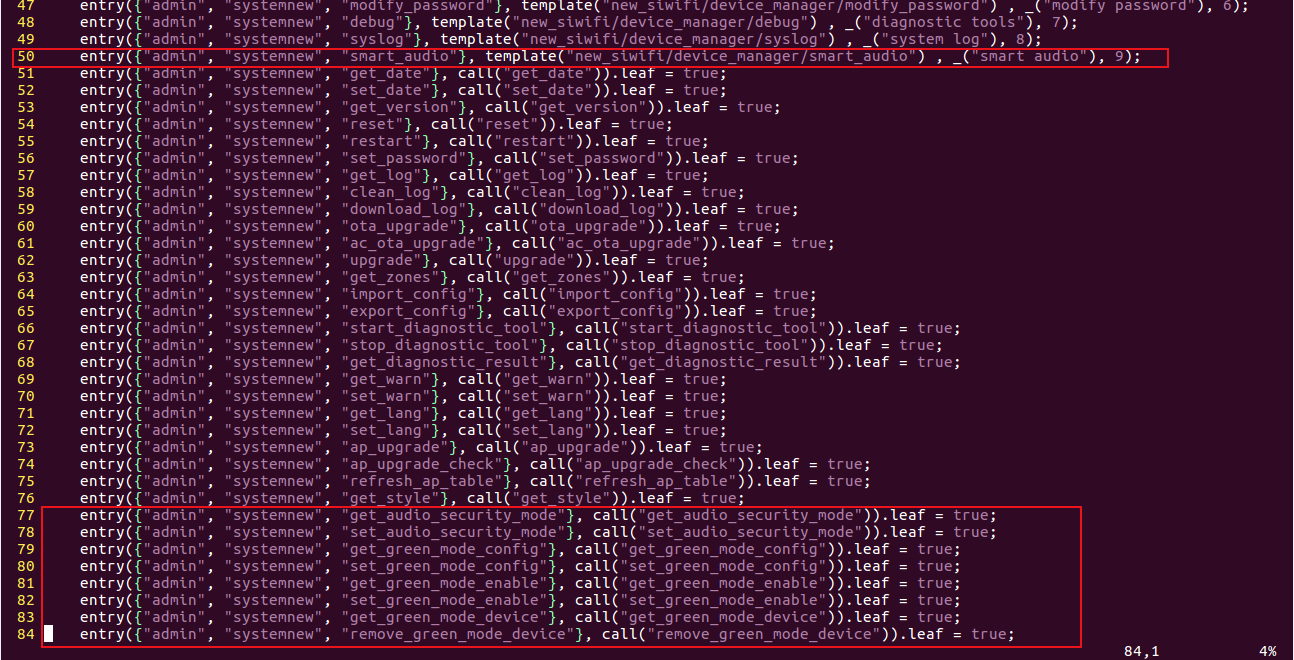 47 entry({"admin", "systemnew", "modify_password"}, template("new_siwifi/device_manager/modify_password") , _("modify password"), 6);
48 entry({"admin", "systemnew", "debug"}, template("new_siwifi/device_manager/debug") , _("diagnostic tools"), 7);
49 entry({"admin", "systemnew", "syslog"}, template("new_siwifi/device_manager/syslog") , _("system log"), 8);
50 entry({"admin", "systemnew", "smart_audio"}, template("new_siwifi/device_manager/smart_audio") , _("smart audio"), 9);
51 entry({"admin", "systemnew", "get_date"}, call("get_date")).leaf = true;
52 entry({"admin", "systemnew", "set_date"}, call("set_date")).leaf = true;
53 entry({"admin", "systemnew", "get_version"}, call("get_version")).leaf = true;
54 entry({"admin", "systemnew", "reset"}, call("reset")).leaf = true;
55 entry({"admin", "systemnew", "restart"}, call("restart")).leaf = true;
56 entry({"admin", "systemnew", "set_password"}, call("set_password")).leaf = true;
57 entry({"admin", "systemnew", "get_log"}, call("get_log")).leaf = true;
58 entry({"admin", "systemnew", "clean_log"}, call("clean_log")).leaf = true;
59 entry({"admin", "systemnew", "download_log"}, call("download_log")).leaf = true;
60 entry({"admin", "systemnew", "ota_upgrade"}, call("ota_upgrade")).leaf = true;
61 entry({"admin", "systemnew", "ac_ota_upgrade"}, call("ac_ota_upgrade")).leaf = true;
62 entry({"admin", "systemnew", "upgrade"}, call("upgrade")).leaf = true;
63 entry({"admin", "systemnew", "get_zones"}, call("get_zones")).leaf = true;
64 entry({"admin", "systemnew", "import_config"}, call("import_config")).leaf = true;
65 entry({"admin", "systemnew", "export_config"}, call("export_config")).leaf = true;
66 entry({"admin", "systemnew", "start_diagnostic_tool"}, call("start_diagnostic_tool")).leaf = true;
67 entry({"admin", "systemnew", "stop_diagnostic_tool"}, call("stop_diagnostic_tool")).leaf = true;
68 entry({"admin", "systemnew", "get_diagnostic_result"}, call("get_diagnostic_result")).leaf = true;
69 entry({"admin", "systemnew", "get_warn"}, call("get_warn")).leaf = true;
70 entry({"admin", "systemnew", "set_warn"}, call("set_warn")).leaf = true;
71 entry({"admin", "systemnew", "get_lang"}, call("get_lang")).leaf = true;
72 entry({"admin", "systemnew", "set_lang"}, call("set_lang")).leaf = true;
73 entry({"admin", "systemnew", "ap_upgrade"}, call("ap_upgrade")).leaf = true;
74 entry({"admin", "systemnew", "ap_upgrade_check"}, call("ap_upgrade_check")).leaf = true;
75 entry({"admin", "systemnew", "refresh_ap_table"}, call("refresh_ap_table")).leaf = true;
76 entry({"admin", "systemnew", "get_style"}, call("get_style")).leaf = true;
77 entry({"admin", "systemnew", "get_audio_security_mode"}, call("get_audio_security_mode")).leaf = true;
78 entry({"admin", "systemnew", "set_audio_security_mode"}, call("set_audio_security_mode")).leaf = true;
79 entry({"admin", "systemnew", "get_green_mode_config"}, call("get_green_mode_config")).leaf = true;
80 entry({"admin", "systemnew", "set_green_mode_config"}, call("set_green_mode_config")).leaf = true;
81 entry({"admin", "systemnew", "get_green_mode_enable"}, call("get_green_mode_enable")).leaf = true;
82 entry({"admin", "systemnew", "set_green_mode_enable"}, call("set_green_mode_enable")).leaf = true;
83 entry({"admin", "systemnew", "get_green_mode_device"}, call("get_green_mode_device")).leaf = true;
84 entry({"admin", "systemnew", "remove_green_mode_device"}, call("remove_green_mode_device")).leaf = true;
84,1 4%